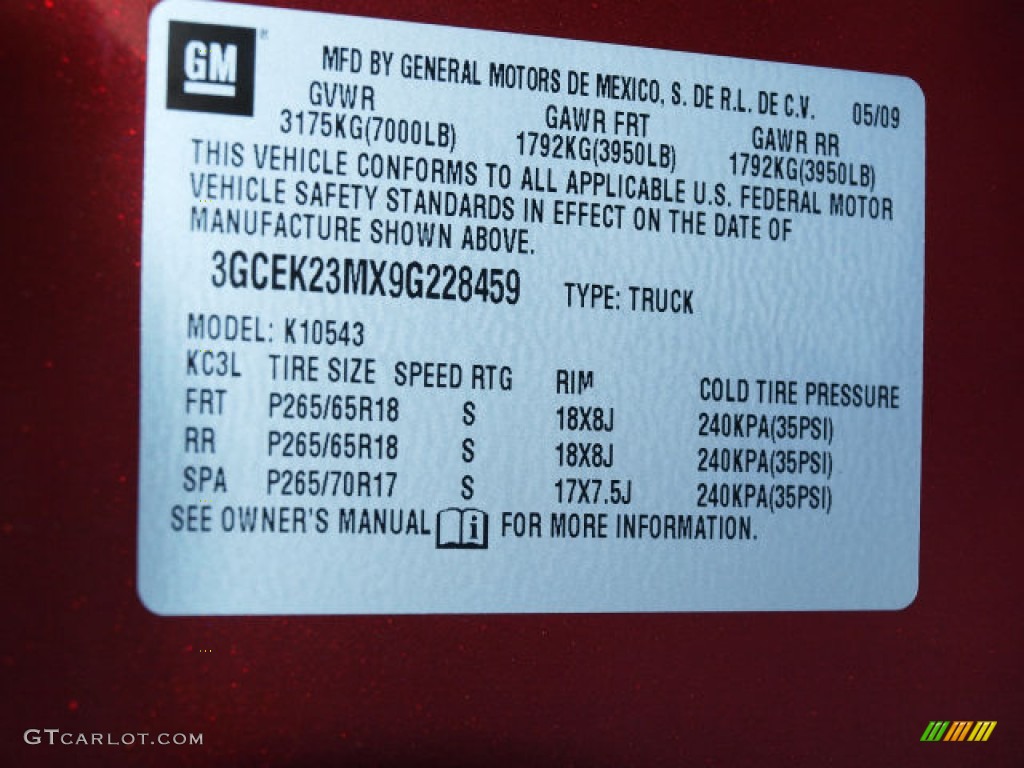 GM
MFD BY GENERAL MOTORS DE MEXICO, S. DE R.L. DE C.V. 05/09
GVWR GAWR FRT GAWR RR
3175KG(7000LB) 1792KG(3950LB) 1792KG(3950LB)
THIS VEHICLE CONFORMS TO ALL APPLICABLE U.S. FEDERAL MOTOR
VEHICLE SAFETY STANDARDS IN EFFECT ON THE DATE OF
MANUFACTURE SHOWN ABOVE.
3GCEK23MX9G228459 TYPE: TRUCK
MODEL: K10543
KC3L TIRE SIZE SPEED RTG RIM COLD TIRE PRESSURE
FRT P265/65R18 S 18X8J 240KPA(35PSI)
RR P265/65R18 S 18X8J 240KPA(35PSI)
SPA P265/70R17 S 17X7.5J 240KPA(35PSI)
SEE OWNER'S MANUAL i FOR MORE INFORMATION.
GTCARLOT.COM